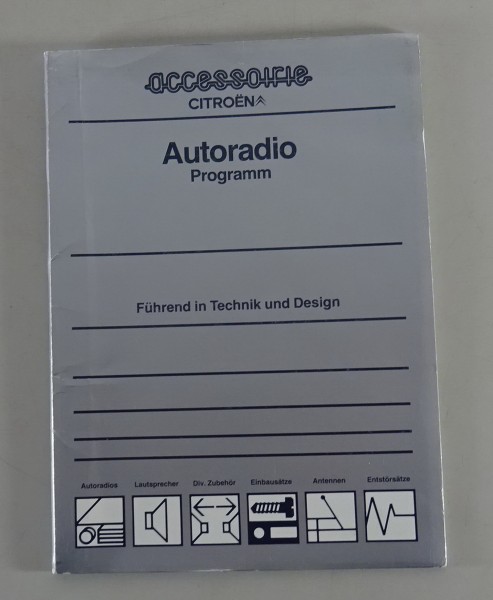 accessoirie
CITROËN
Autoradio
Programm
Führend in Technik und Design
Autoradios Lautsprecher Div. Zubehör Einbausätze Antennen Entstörsätze